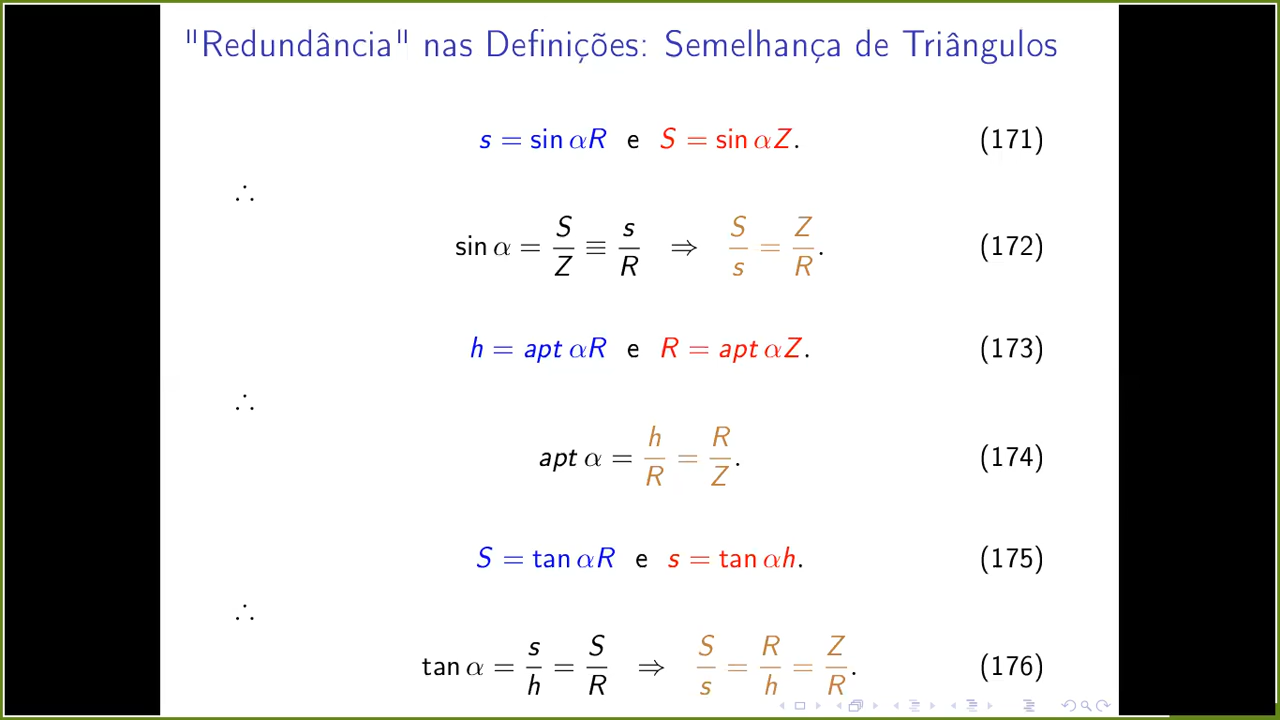 "Redundância" nas Definições: Semelhança de Triângulos
s = sin αR e S = sin αZ. (171)
∴
sin α = S/Z ≡ s/R ⇒ S/s = Z/R. (172)
h = apt αR e R = apt αZ. (173)
∴
apt α = h/R = R/Z. (174)
S = tan αR e s = tan αh. (175)
∴
tan α = s/h = S/R ⇒ S/s = R/h = Z/R. (176)